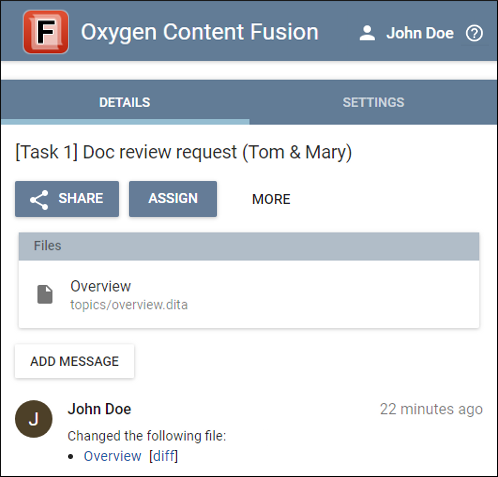 F Oxygen Content Fusion John Doe ?
DETAILS SETTINGS
[Task 1] Doc review request (Tom & Mary)
SHARE ASSIGN MORE
Files
Overview
topics/overview.dita
ADD MESSAGE
J John Doe 22 minutes ago
Changed the following file:
• Overview [diff]